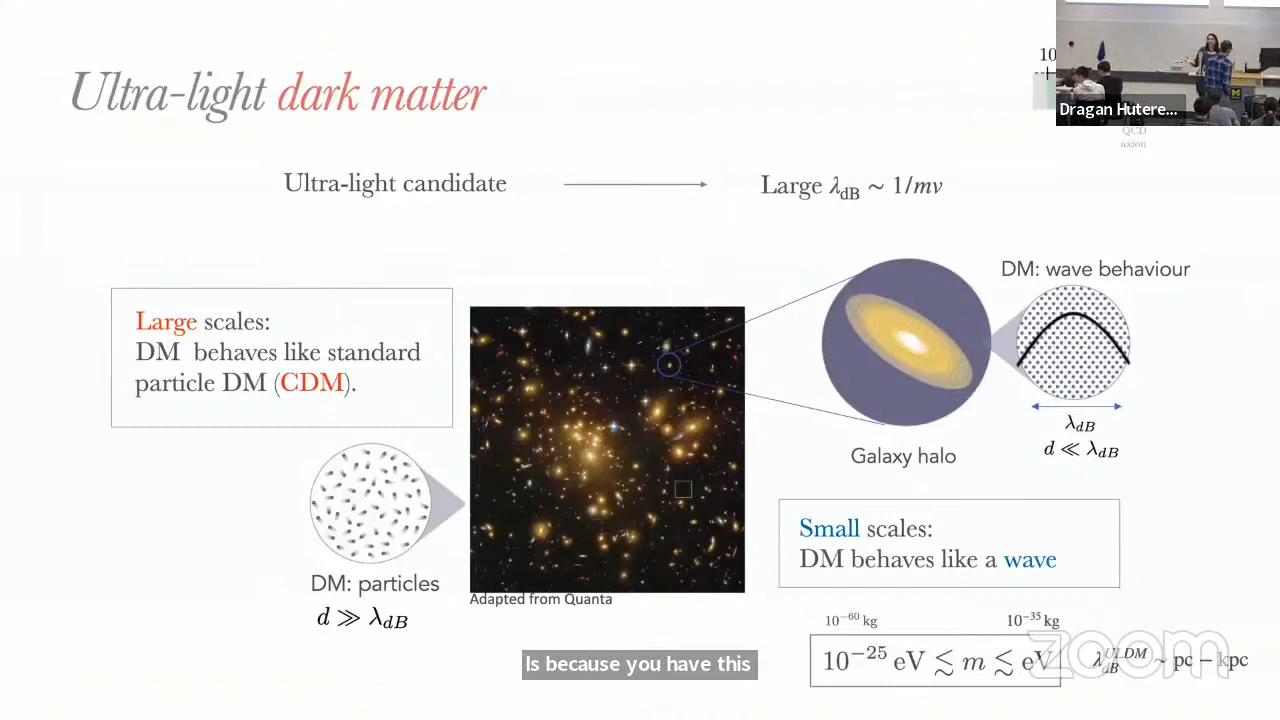 Ultra-light dark matter
10
Dragan Hutere...
QCD
axion
Ultra-light candidate
Large λdB ~ 1/mv
DM: wave behaviour
Large scales:
DM behaves like standard
particle DM (CDM).
λdB
d ≪ λdB
Galaxy halo
Small scales:
DM behaves like a wave
DM: particles
d ≫ λdB
Adapted from Quanta
10⁻⁶⁰ kg
10⁻³⁵ kg
10⁻²⁵ eV ≲ m ≲ eV
λdB^ULDM ~ pc – kpc
zoom
Is because you have this